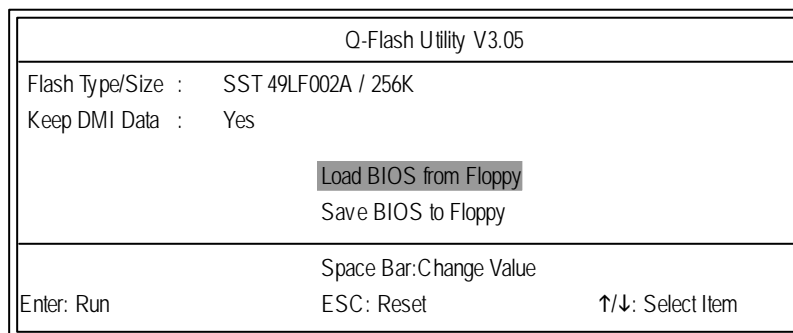 Q-Flash Utility V3.05
Flash Type/Size : SST 49LF002A / 256K
Keep DMI Data : Yes
Load BIOS from Floppy
Save BIOS to Floppy
Space Bar:Change Value
Enter: Run ESC: Reset ↑/↓: Select Item